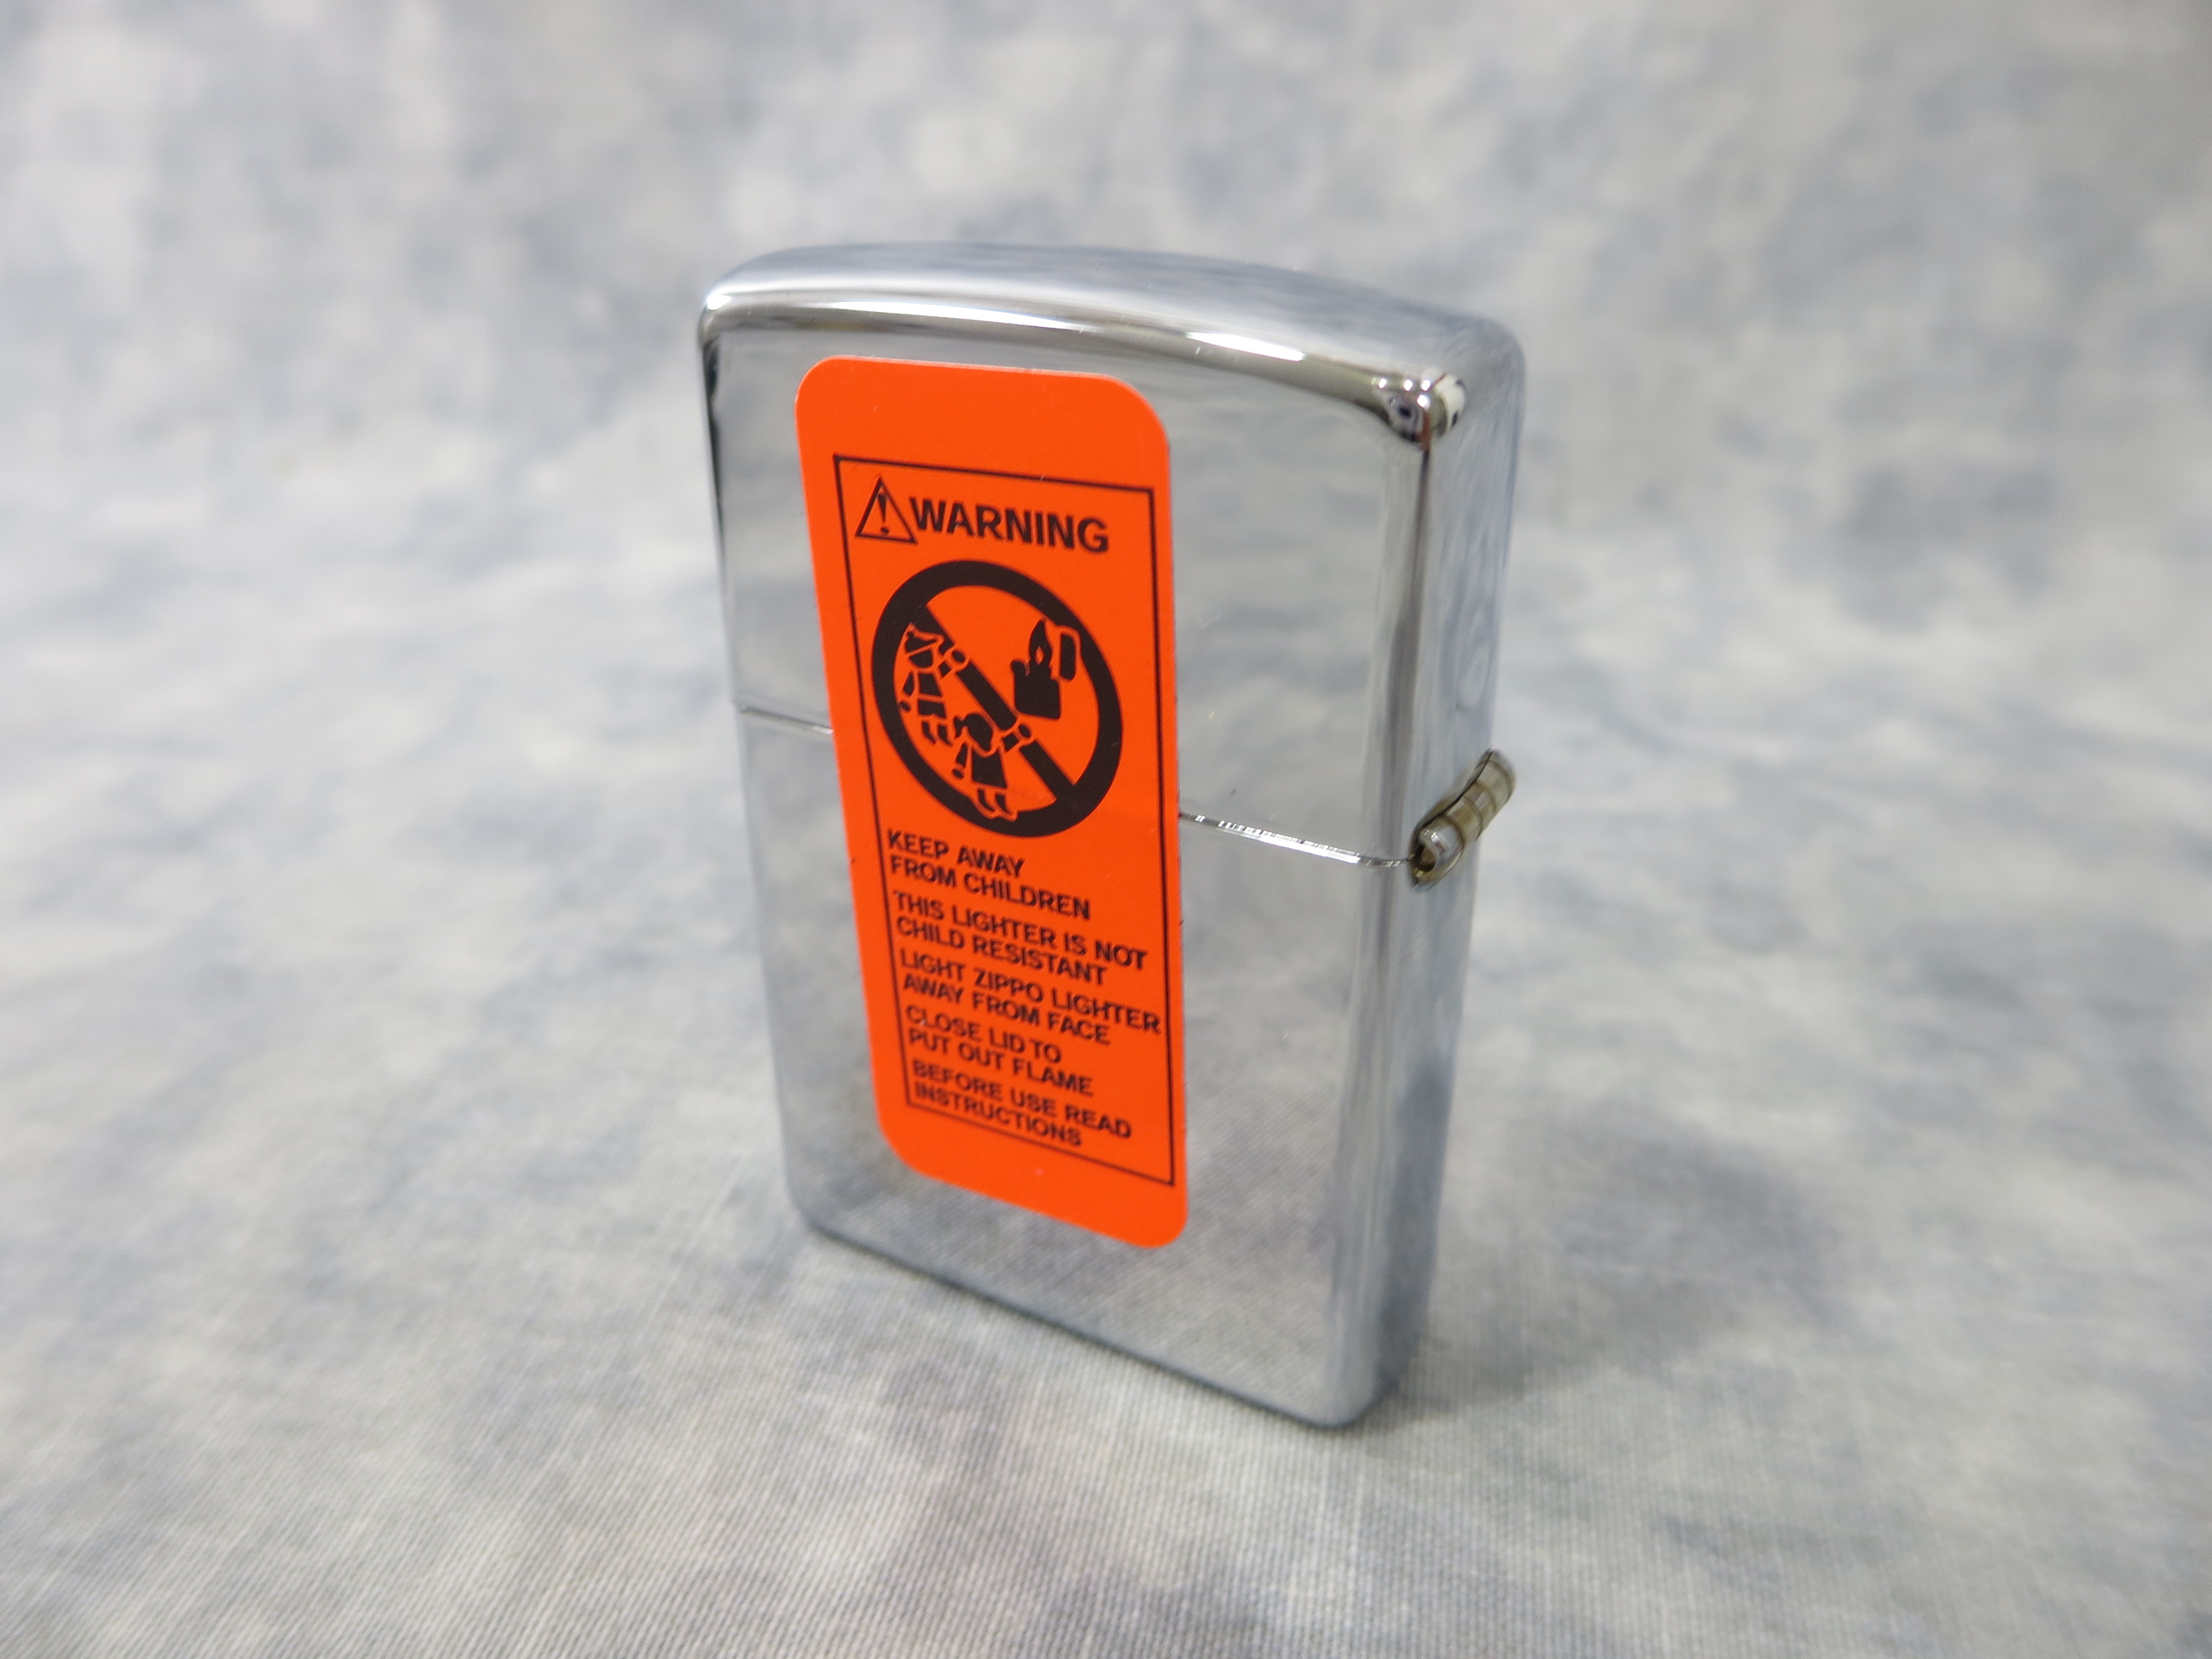 WARNING
KEEP AWAY
FROM CHILDREN
THIS LIGHTER IS NOT
CHILD RESISTANT
LIGHT ZIPPO LIGHTER
AWAY FROM FACE
CLOSE LID TO
PUT OUT FLAME
BEFORE USE READ
INSTRUCTIONS